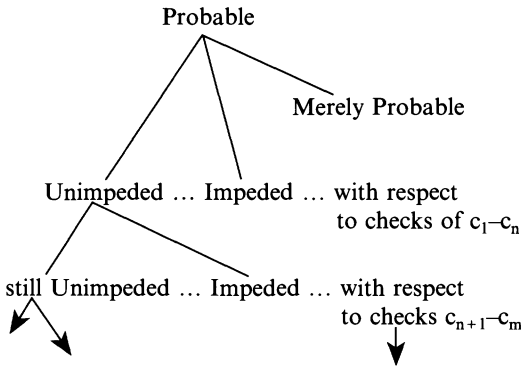 Probable
Merely Probable
Unimpeded ... Impeded ... with respect
to checks of c₁–cₙ
still Unimpeded ... Impeded ... with respect
to checks cₙ₊₁–cₘ